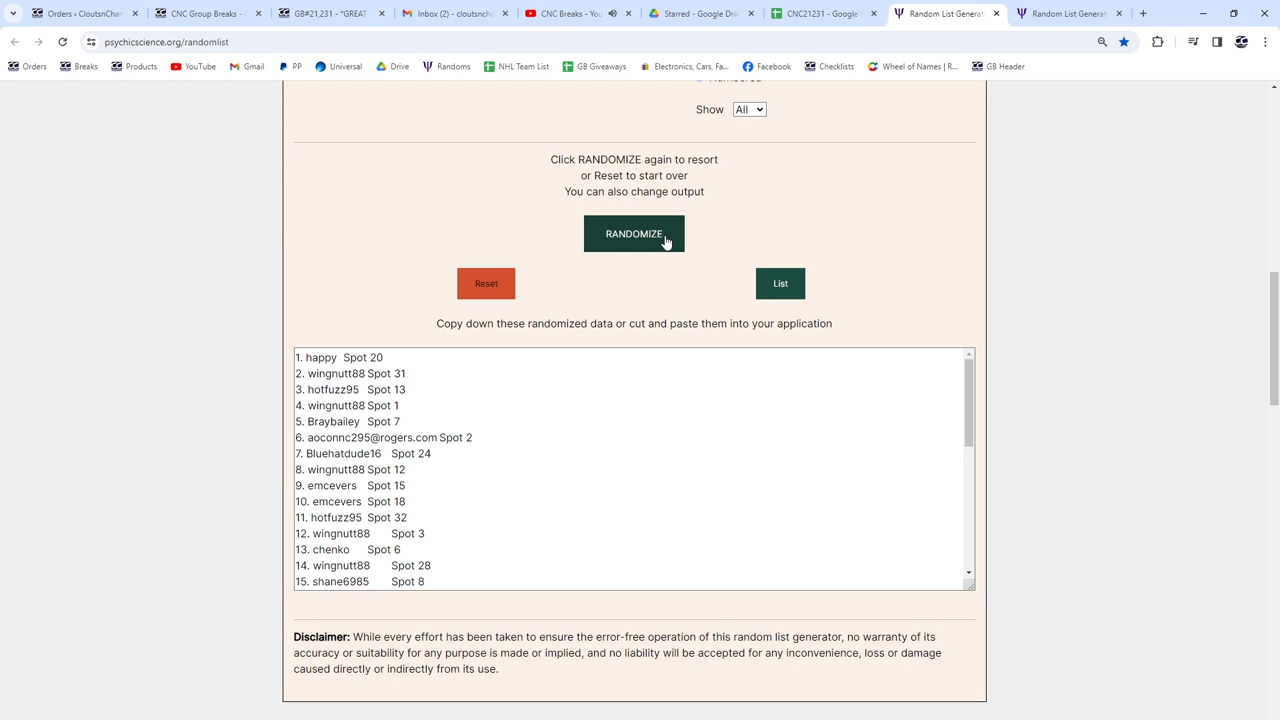 Orders ‹ CloutsnChan
CNC Group Breaks - C
GB#21,231 - *GREAT
Inbox (2) - cloutsnch
CNC Breaks - You
Starred - Google Driv
CNC21231 - Google S
Random List Generat
Random List Generat
psychicscience.org/randomlist
Orders
Breaks
Products
YouTube
Gmail
PP
Universal
Drive
Randoms
NHL Team List
GB Giveaways
Electronics, Cars, Fa...
Facebook
Checklists
Wheel of Names | R...
GB Header
Numbered
Show All
Click RANDOMIZE again to resort
or Reset to start over
You can also change output
RANDOMIZE
Reset
List
Copy down these randomized data or cut and paste them into your application
1. happy Spot 20
2. wingnutt88 Spot 31
3. hotfuzz95 Spot 13
4. wingnutt88 Spot 1
5. Braybailey Spot 7
6. aoconnc295@rogers.com Spot 2
7. Bluehatdude16 Spot 24
8. wingnutt88 Spot 12
9. emcevers Spot 15
10. emcevers Spot 18
11. hotfuzz95 Spot 32
12. wingnutt88 Spot 3
13. chenko Spot 6
14. wingnutt88 Spot 28
15. shane6985 Spot 8
Disclaimer: While every effort has been taken to ensure the error-free operation of this random list generator, no warranty of its
accuracy or suitability for any purpose is made or implied, and no liability will be accepted for any inconvenience, loss or damage
caused directly or indirectly from its use.